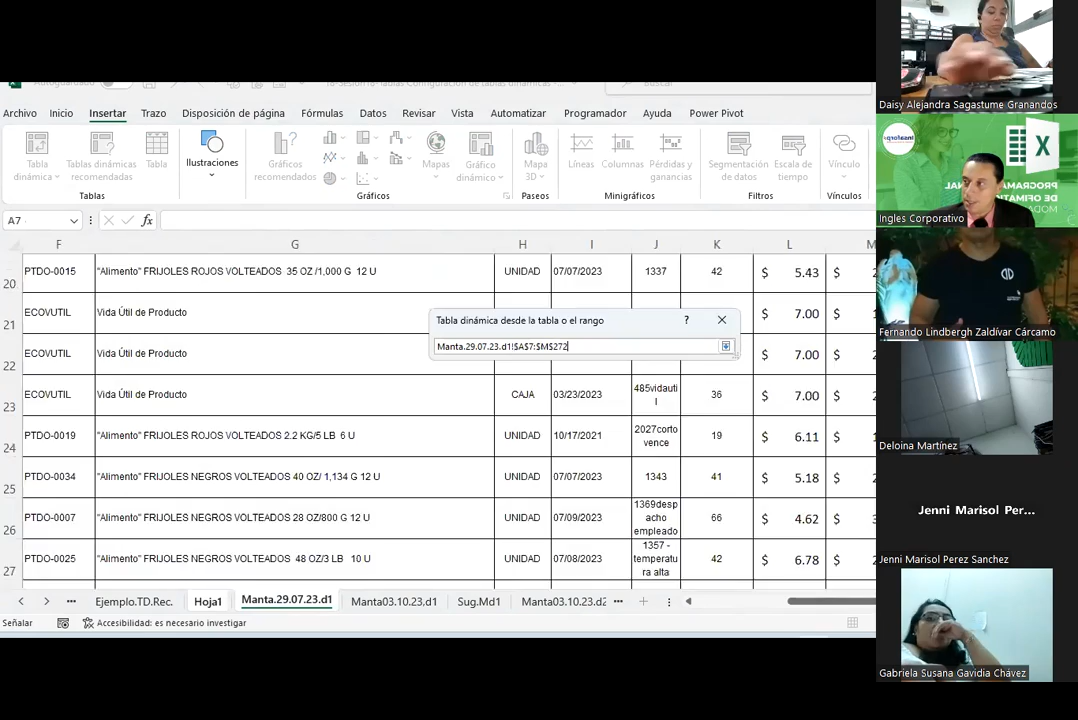 Autoguardado
Buscar
Archivo Inicio Insertar Trazo Disposición de página Fórmulas Datos Revisar Vista Automatizar Programador Ayuda Power Pivot
Tabla dinámica
Tablas dinámicas recomendadas
Tabla
Ilustraciones
Gráficos recomendados
Mapas
Gráfico dinámico
Mapa 3D
Líneas
Columnas
Pérdidas y ganancias
Segmentación de datos
Escala de tiempo
Vínculo
Tablas Gráficos Paseos Minigráficos Filtros Vínculos
A7 fx
F G H I J K L M
20 PTDO-0015 "Alimento" FRIJOLES ROJOS VOLTEADOS 35 OZ /1,000 G 12 U UNIDAD 07/07/2023 1337 42 $ 5.43 $
21 ECOVUTIL Vida Útil de Producto $ 7.00 $
Tabla dinámica desde la tabla o el rango ?
Manta.29.07.23.d1!$A$7:$M$272
22 ECOVUTIL Vida Útil de Producto $ 7.00 $
23 ECOVUTIL Vida Útil de Producto CAJA 03/23/2023 485vidauti l 36 $ 7.00 $
24 PTDO-0019 "Alimento" FRIJOLES ROJOS VOLTEADOS 2.2 KG/5 LB 6 U UNIDAD 10/17/2021 2027corto vence 19 $ 6.11 $
25 PTDO-0034 "Alimento" FRIJOLES NEGROS VOLTEADOS 40 OZ/ 1,134 G 12 U UNIDAD 07/07/2023 1343 41 $ 5.18 $
26 PTDO-0007 "Alimento" FRIJOLES NEGROS VOLTEADOS 28 OZ/800 G 12 U UNIDAD 07/09/2023 1369desp acho empleado 66 $ 4.62 $
27 PTDO-0025 "Alimento" FRIJOLES NEGROS VOLTEADOS 48 OZ/3 LB 10 U UNIDAD 07/08/2023 1357 - temperatu ra alta 42 $ 6.78 $
Ejemplo.TD.Rec. Hoja1 Manta.29.07.23.d1 Manta03.10.23,d1 Sug.Md1 Manta03.10.23.d2
Señalar Accesibilidad: es necesario investigar
Daisy Alejandra Sagastume Granandos
Insaforp
Ingles Corporativo
Fernando Lindbergh Zaldívar Cárcamo
Deloina Martínez
Jenni Marisol Per...
Jenni Marisol Perez Sanchez
Gabriela Susana Gavidia Chávez